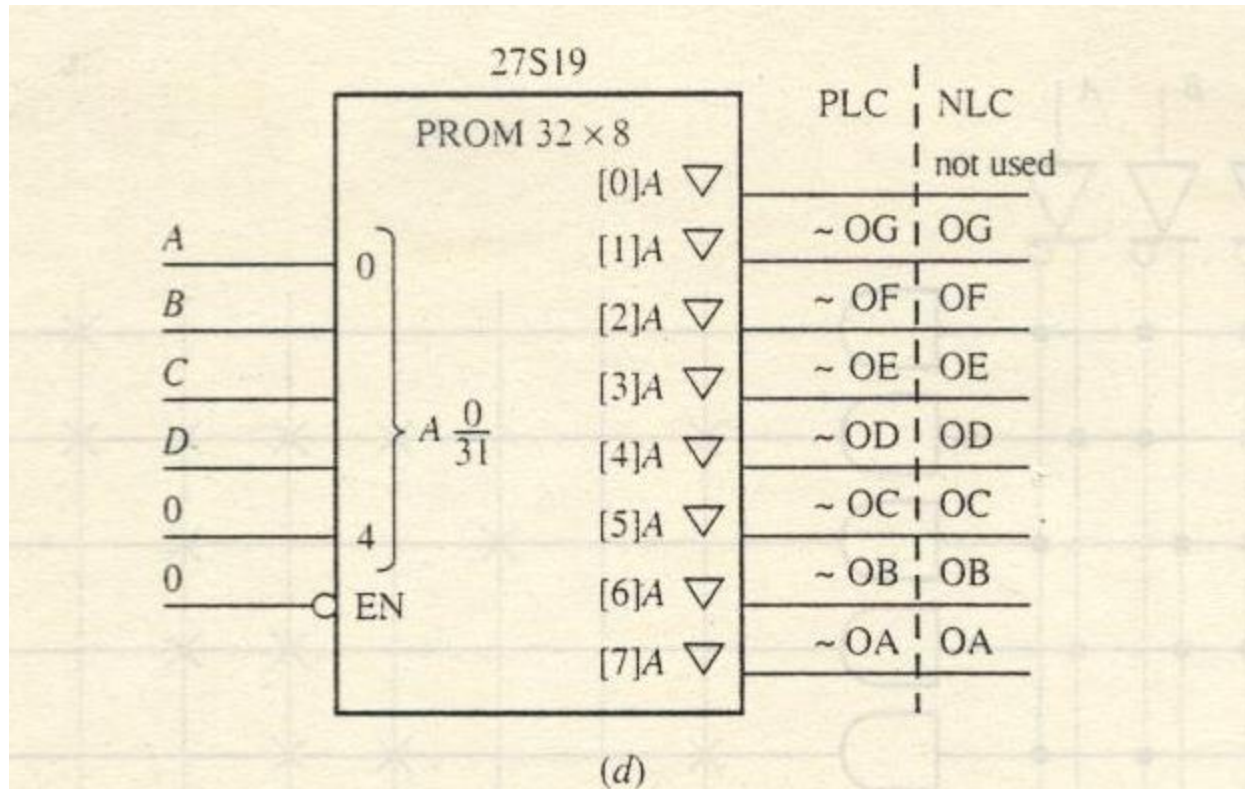 27S19
PROM 32 × 8
PLC NLC
[0]A not used
A 0 [1]A ~ OG OG
B [2]A ~ OF OF
C [3]A ~ OE OE
D A 0/31 [4]A ~ OD OD
0 4 [5]A ~ OC OC
0 EN [6]A ~ OB OB
[7]A ~ OA OA
(d)